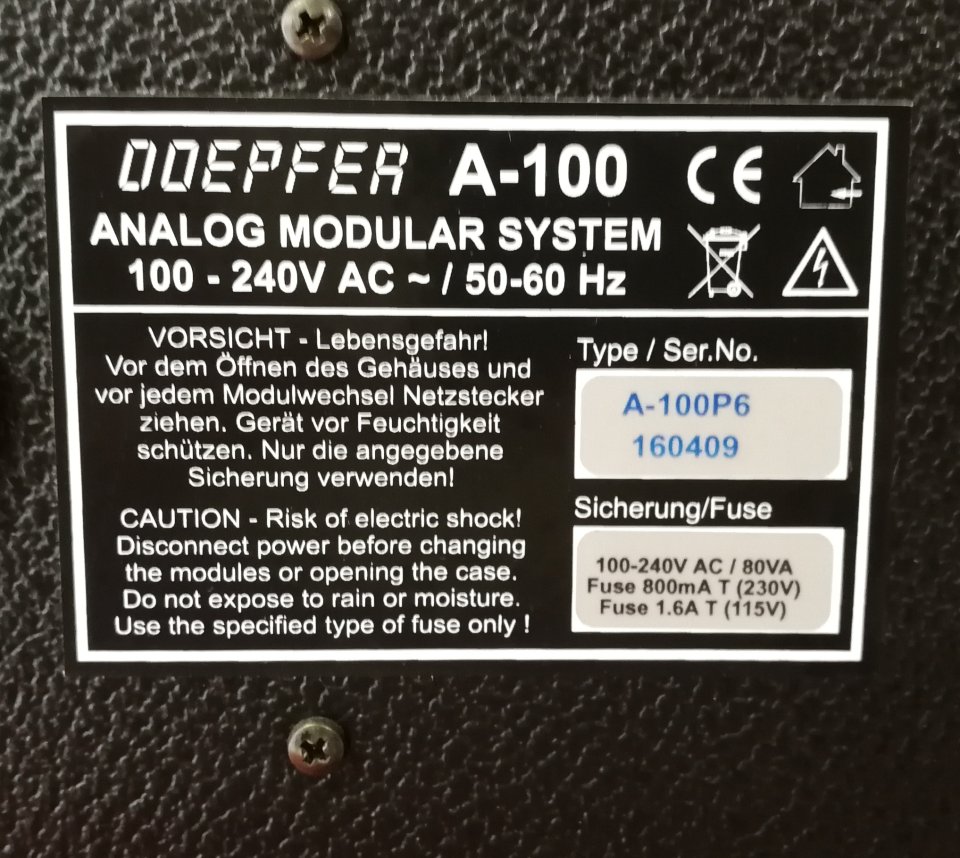 DOEPFER A-100 CE
ANALOG MODULAR SYSTEM
100 - 240V AC ~ / 50-60 Hz
VORSICHT - Lebensgefahr!
Vor dem Öffnen des Gehäuses und
vor jedem Modulwechsel Netzstecker
ziehen. Gerät vor Feuchtigkeit
schützen. Nur die angegebene
Sicherung verwenden!
CAUTION - Risk of electric shock!
Disconnect power before changing
the modules or opening the case.
Do not expose to rain or moisture.
Use the specified type of fuse only !
Type / Ser.No.
A-100P6
160409
Sicherung/Fuse
100-240V AC / 80VA
Fuse 800mA T (230V)
Fuse 1.6A T (115V)